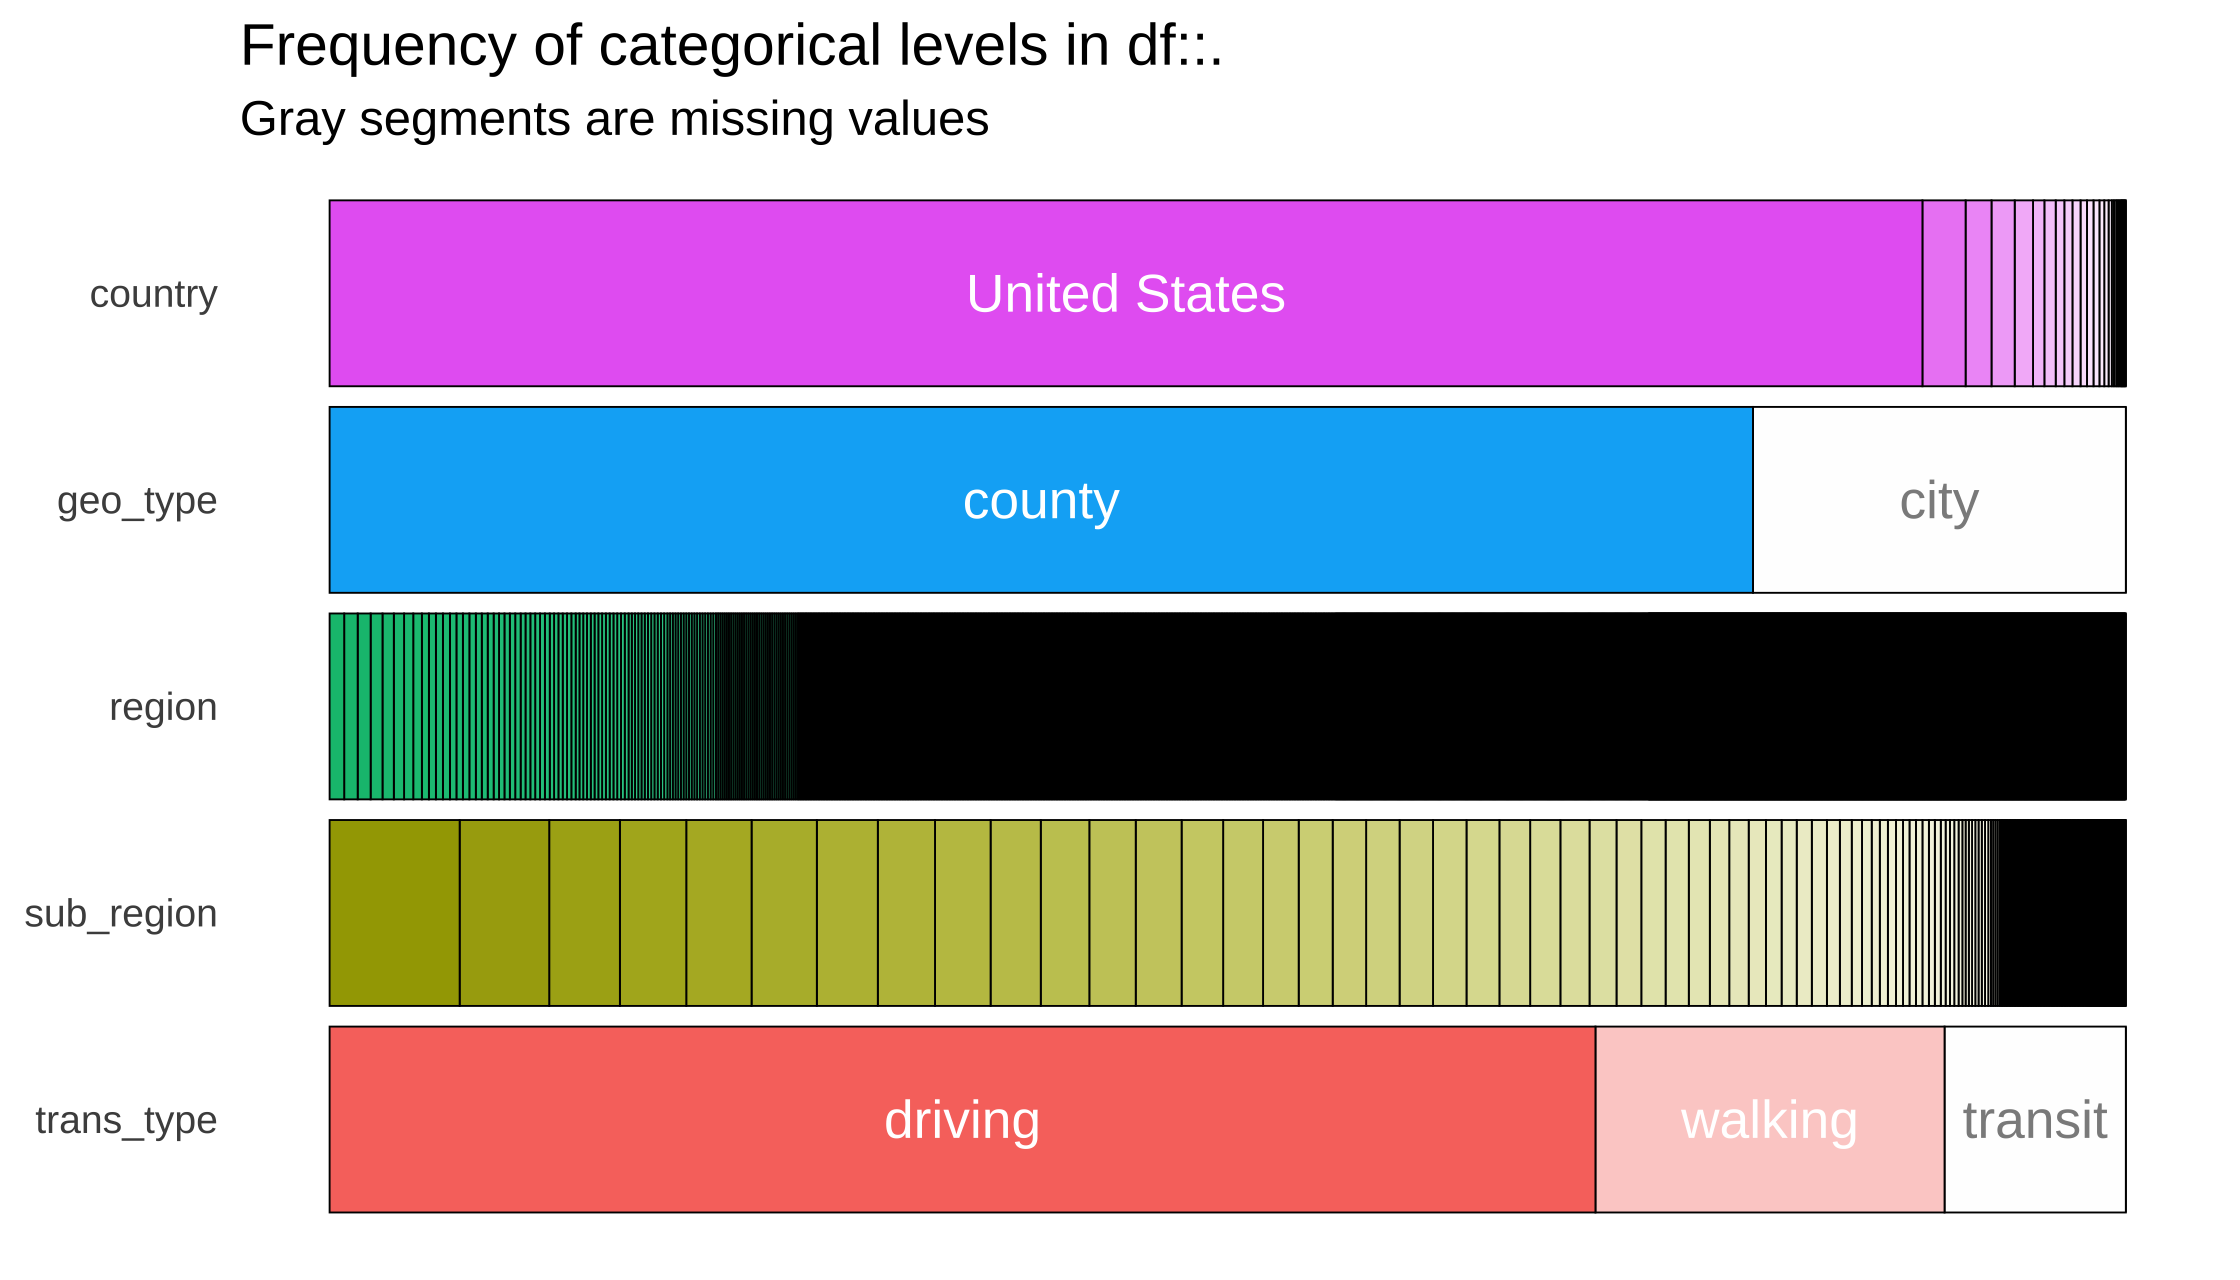 Frequency of categorical levels in df::.
Gray segments are missing values
country
United States
geo_type
county
city
region
sub_region
trans_type
driving
walking
transit